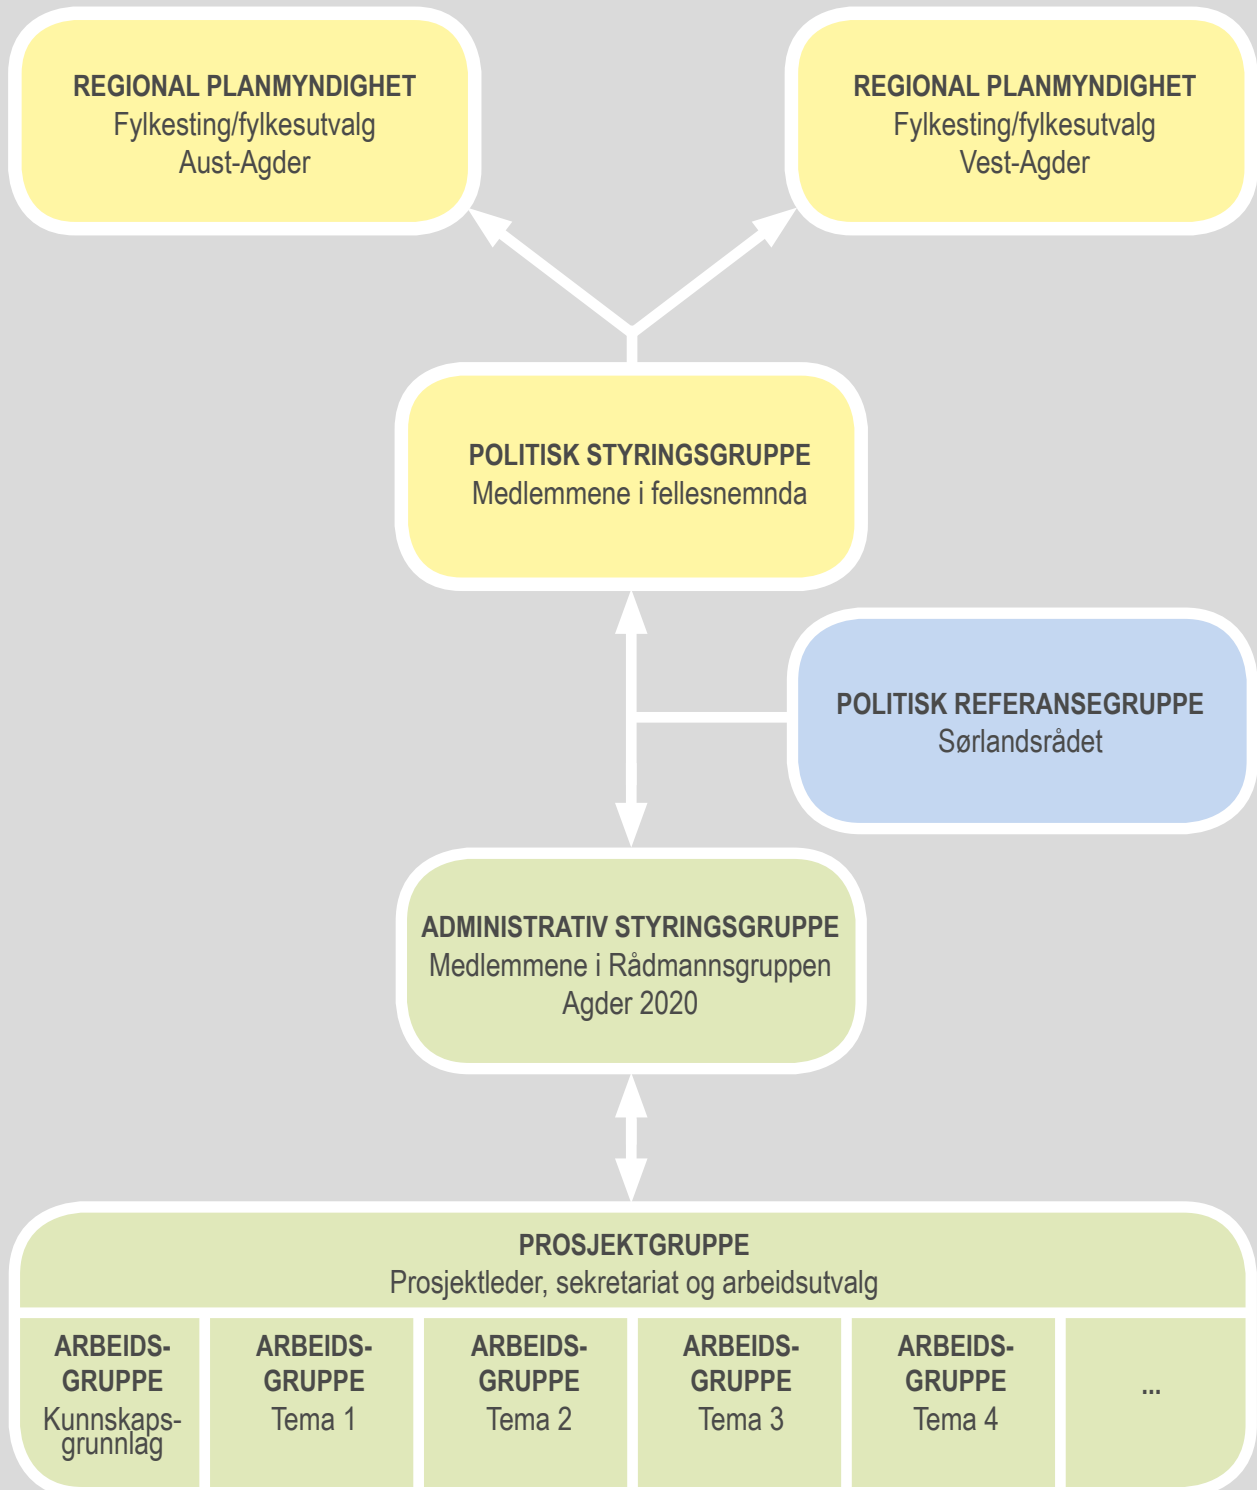 REGIONAL PLANMYNDIGHET
Fylkesting/fylkesutvalg
Aust-Agder
REGIONAL PLANMYNDIGHET
Fylkesting/fylkesutvalg
Vest-Agder
POLITISK STYRINGSGRUPPE
Medlemmene i fellesnemnda
POLITISK REFERANSEGRUPPE
Sørlandsrådet
ADMINISTRATIV STYRINGSGRUPPE
Medlemmene i Rådmannsgruppen
Agder 2020
PROSJEKTGRUPPE
Prosjektleder, sekretariat og arbeidsutvalg
ARBEIDS-
GRUPPE
Kunnskaps-
grunnlag
ARBEIDS-
GRUPPE
Tema 1
ARBEIDS-
GRUPPE
Tema 2
ARBEIDS-
GRUPPE
Tema 3
ARBEIDS-
GRUPPE
Tema 4
...